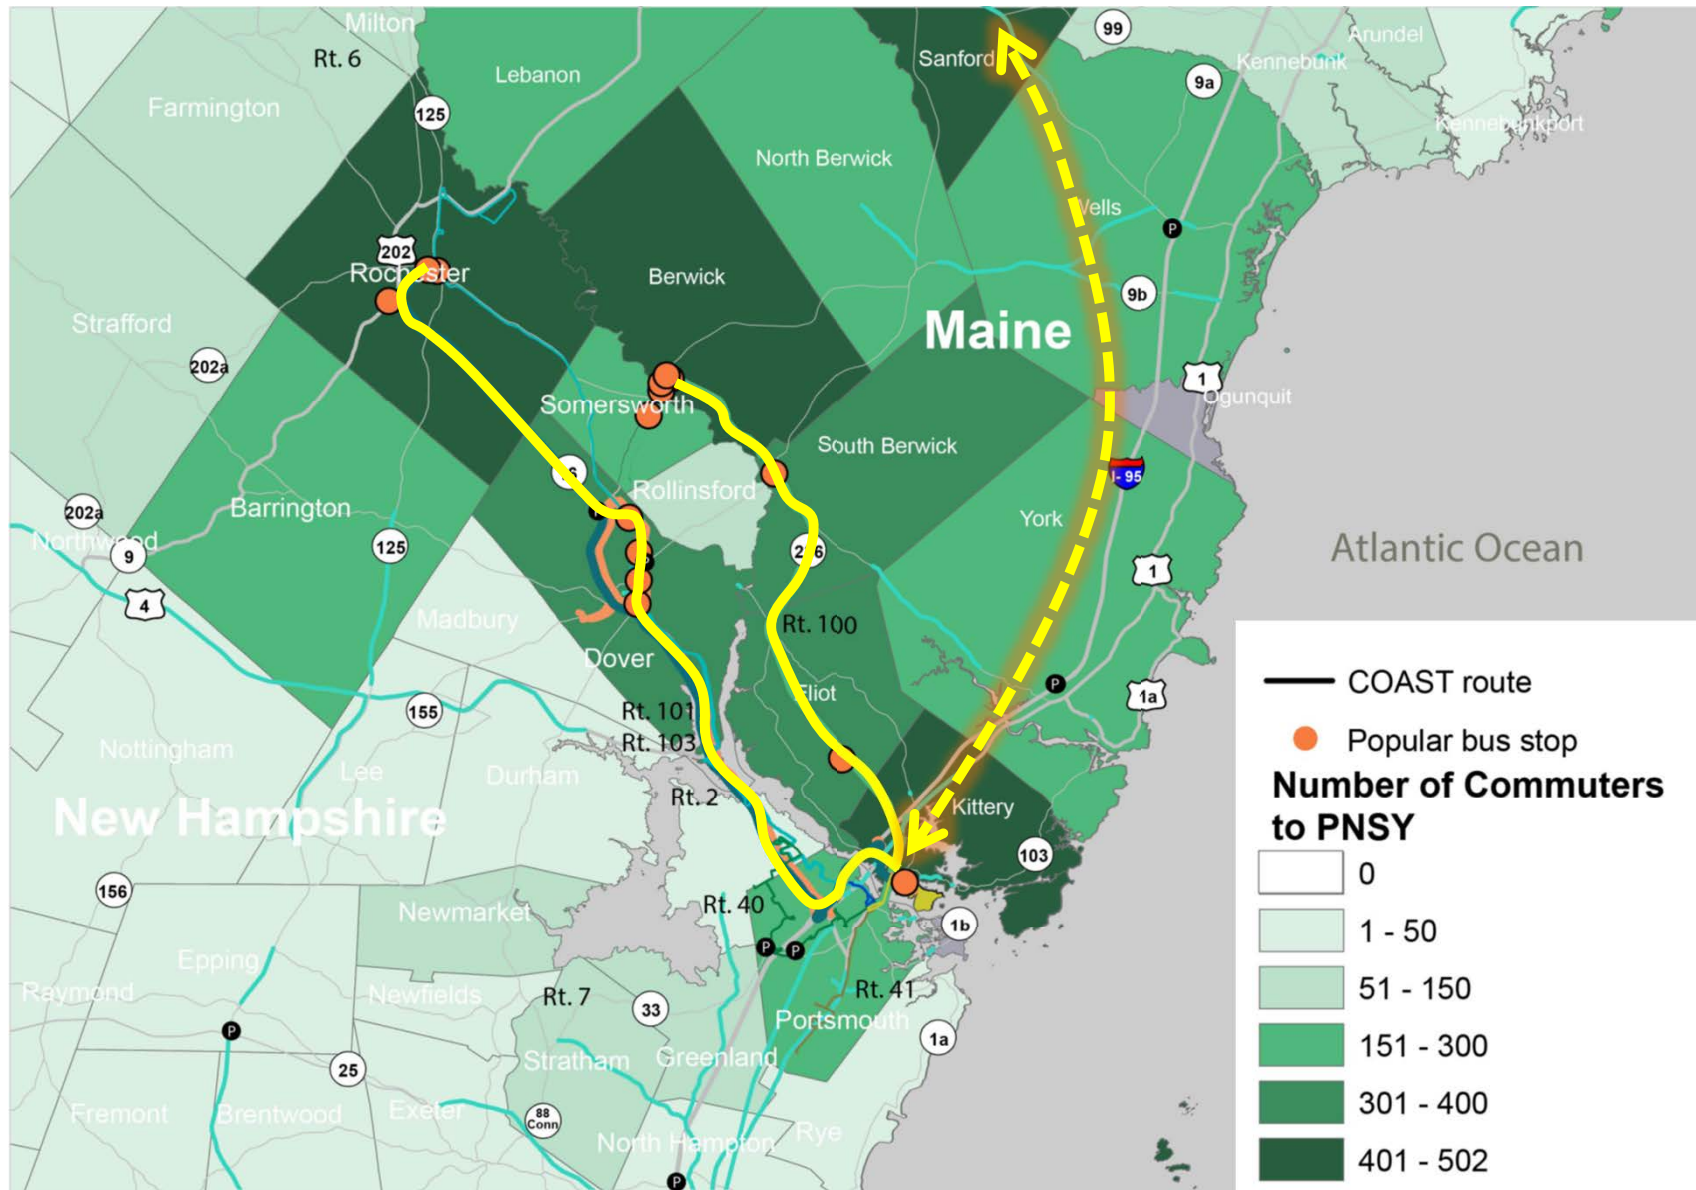 Milton
Rt. 6
Lebanon
Sanford
99
Arundel
Kennebunk
9a
Farmington
125
Kennebunkport
North Berwick
Wells
202
Rochester
Berwick
9b
Strafford
Maine
202a
1
Ogunquit
Somersworth
South Berwick
16
I-95
Rollinsford
Barrington
202a
York
Northwood
9
125
236
Atlantic Ocean
1
4
Madbury
Rt. 100
Dover
Eliot
1a
155
Rt. 101
Rt. 103
Nottingham
Lee
Durham
Rt. 2
New Hampshire
Kittery
103
156
Newmarket
Rt. 40
1b
Epping
Raymond
Newfields
Rt. 7
33
Rt. 41
Portsmouth
1a
Stratham
Greenland
25
Fremont
Brentwood
Exeter
88
Conn
North Hampton
Rye
P
P
P
P
P
P
P
COAST route
Popular bus stop
Number of Commuters
to PNSY
0
1 - 50
51 - 150
151 - 300
301 - 400
401 - 502